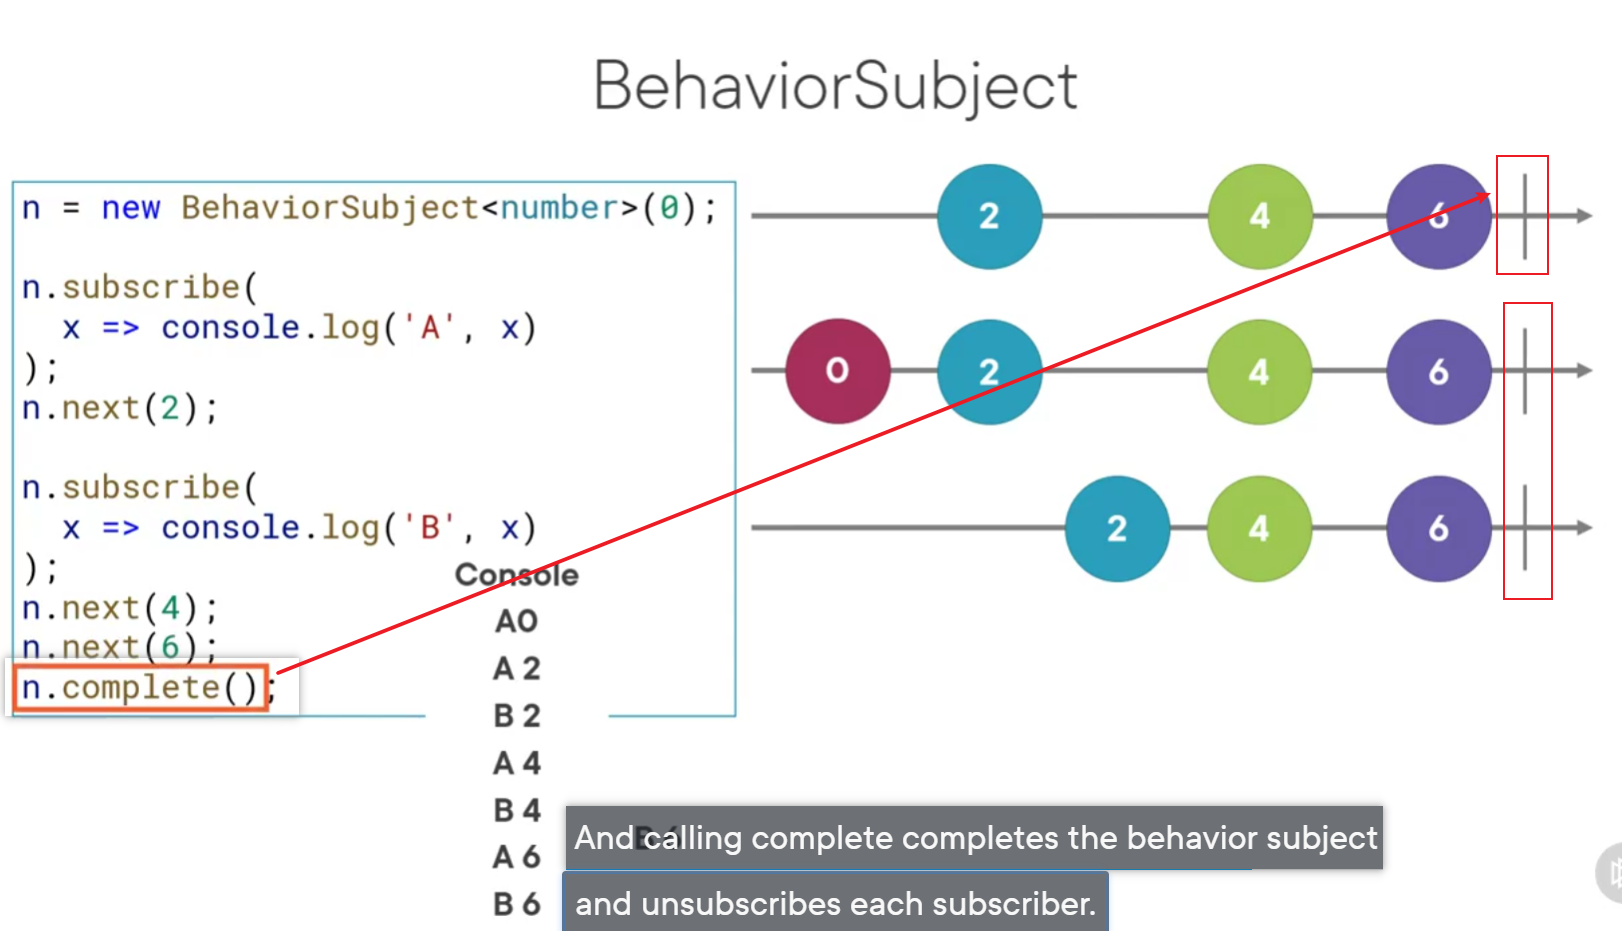 BehaviorSubject
n = new BehaviorSubject<number>(0);
n.subscribe(
x => console.log('A', x)
);
n.next(2);
n.subscribe(
x => console.log('B', x)
);
n.next(4);
n.next(6);
n.complete();
2 4 6
0 2 4 6
2 4 6
Console
A0
A 2
B 2
A 4
B 4
A 6
B 6
And calling complete completes the behavior subject
and unsubscribes each subscriber.